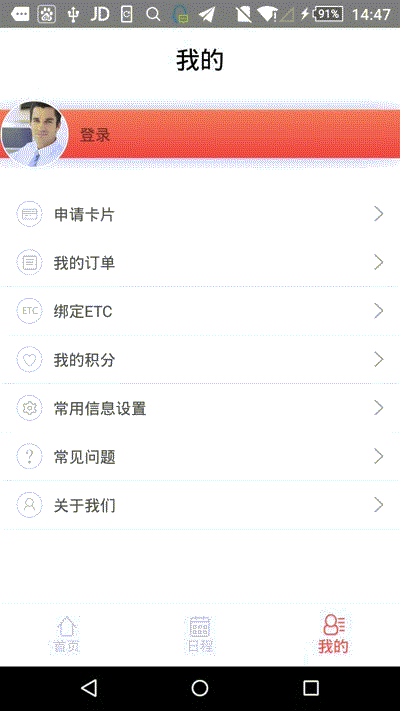 JD
91%
14:47
我的
登录
申请卡片
我的订单
ETC
绑定ETC
我的积分
常用信息设置
?
常见问题
关于我们
首页
日程
我的